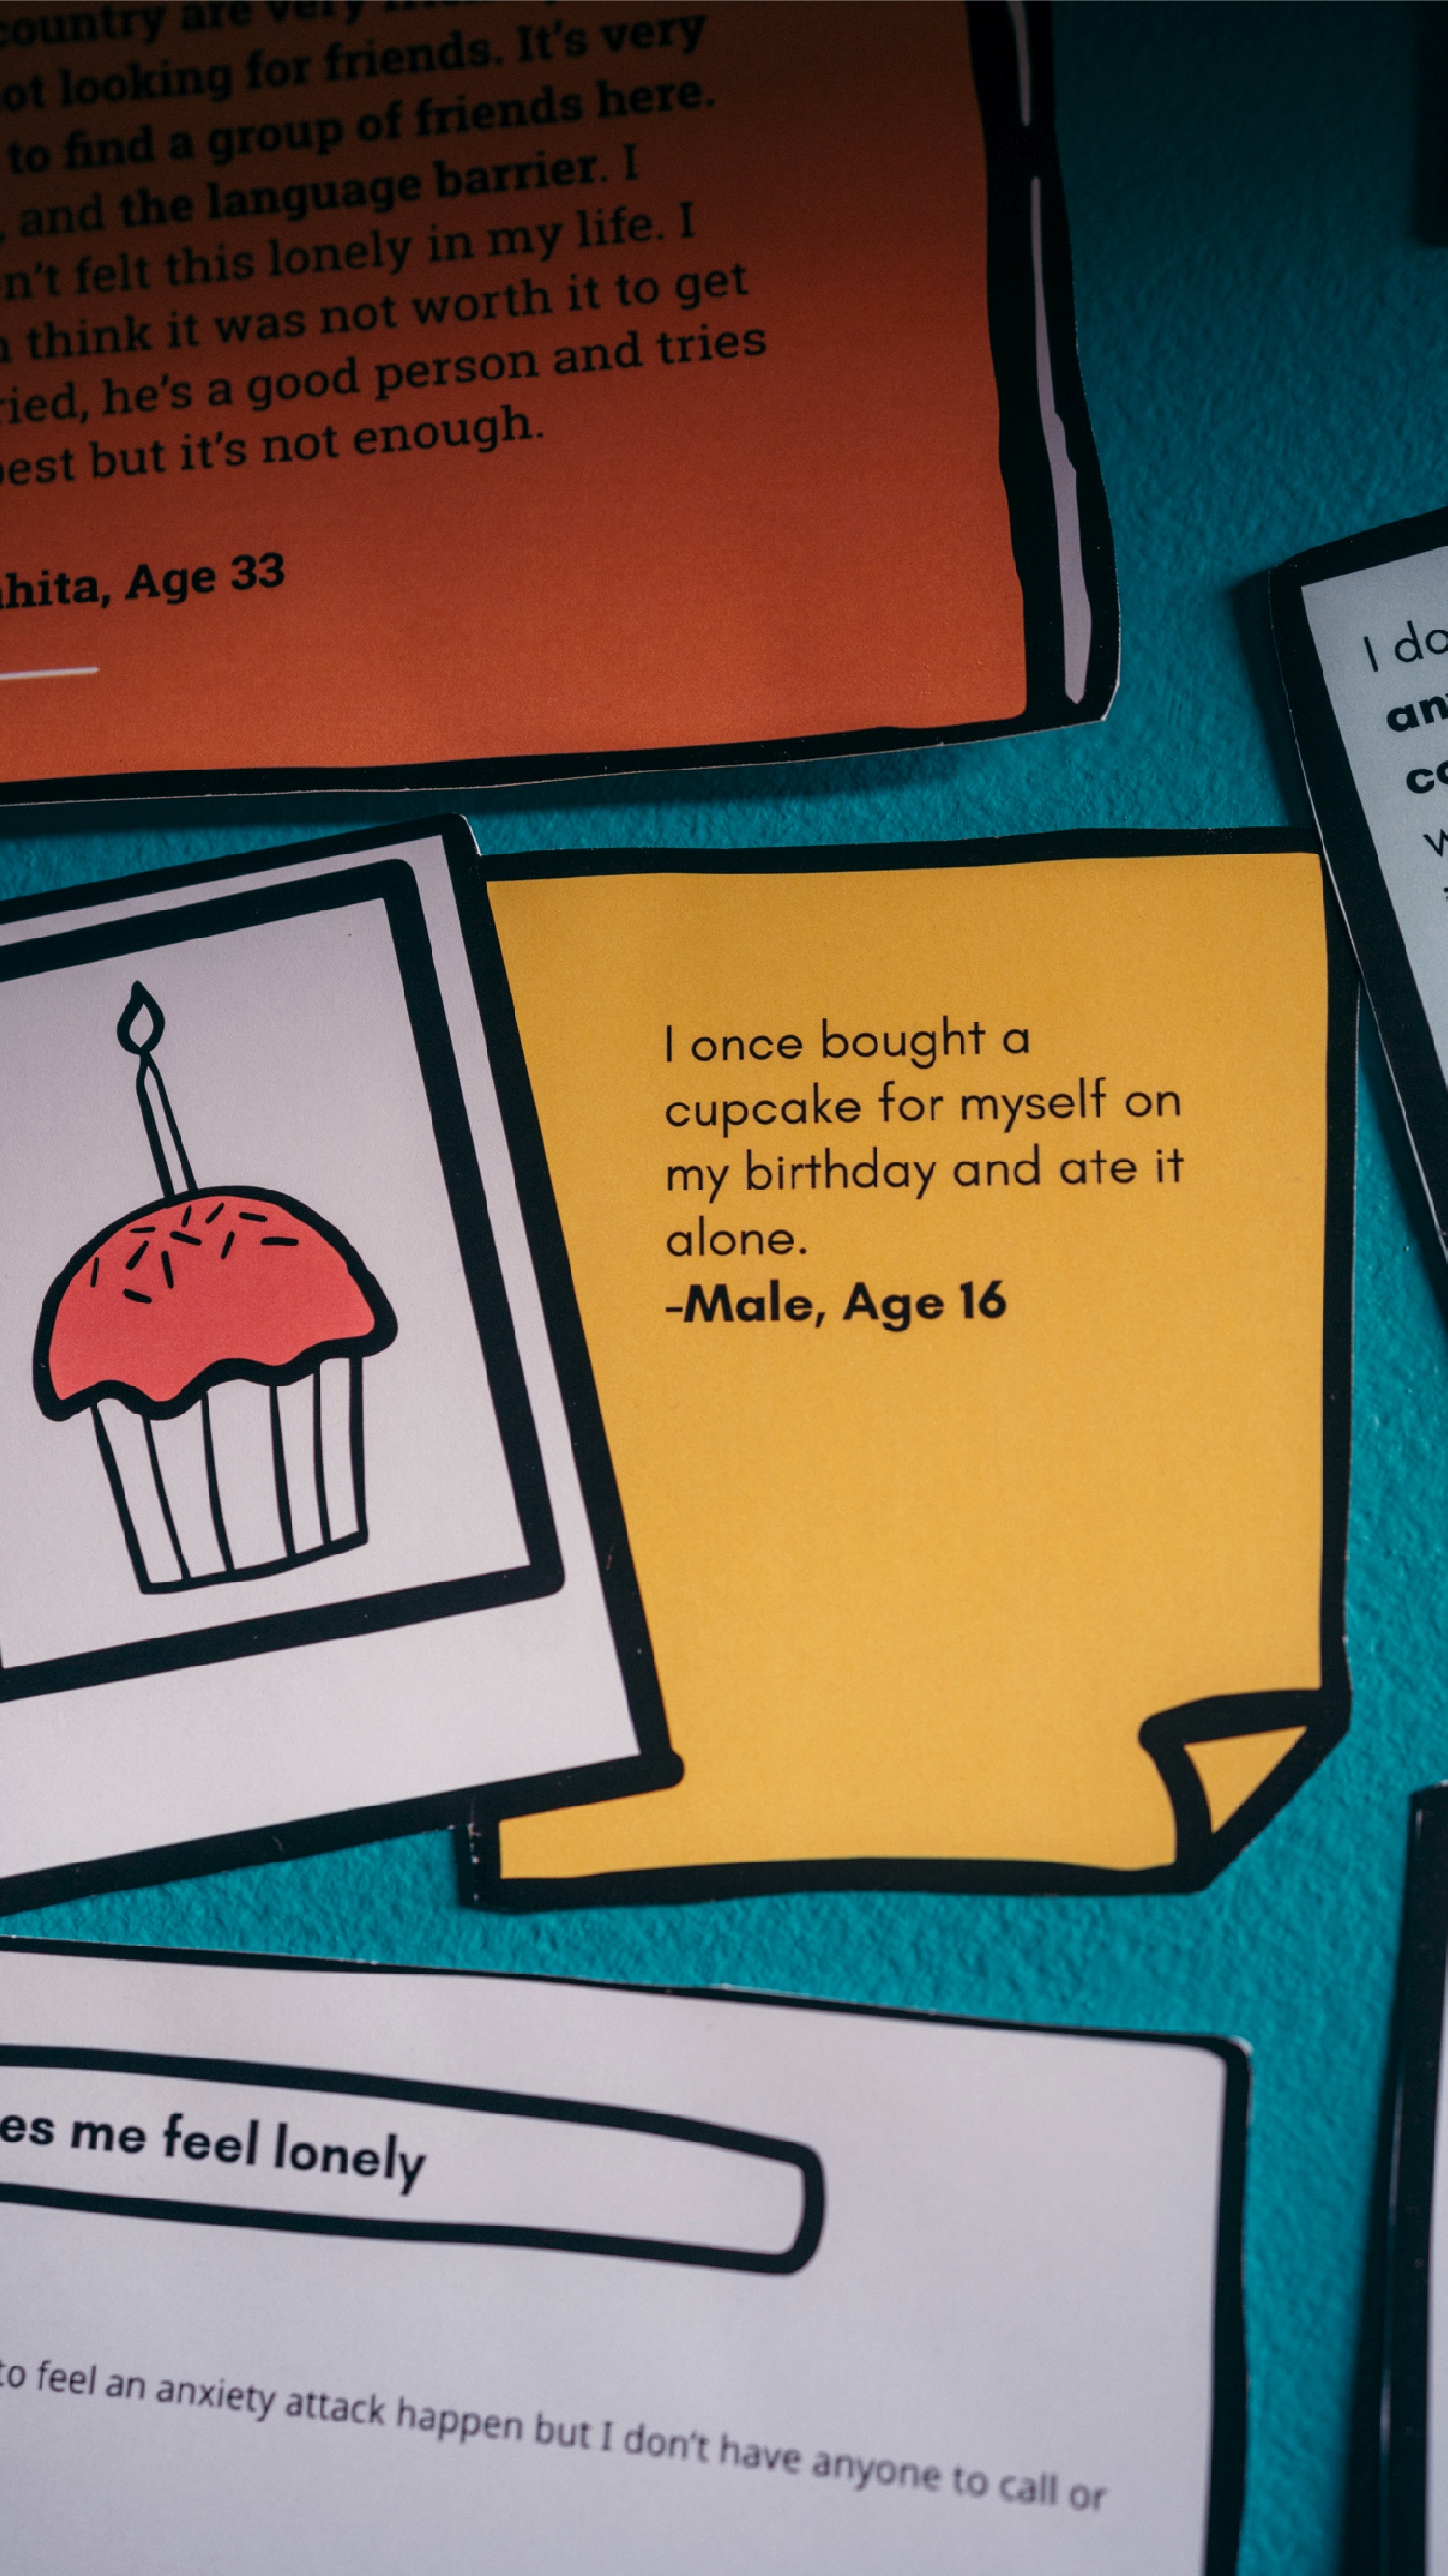 country are very
ot looking for friends. It's very
to find a group of friends here.
, and the language barrier. I
n't felt this lonely in my life. I
think it was not worth it to get
ried, he's a good person and tries
est but it's not enough.
hita, Age 33
I do
an
co
w
I once bought a
cupcake for myself on
my birthday and ate it
alone.
-Male, Age 16
es me feel lonely
to feel an anxiety attack happen but I don't have anyone to call or